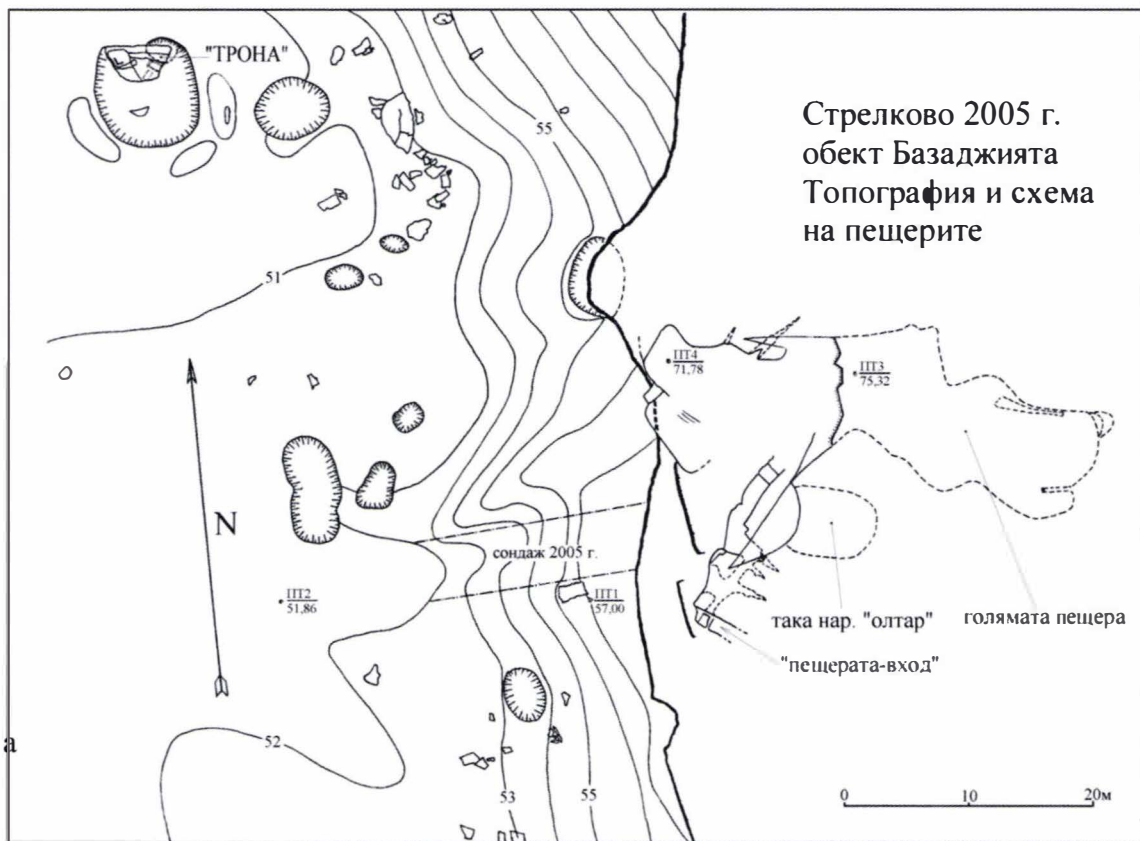 "ТРОНА"
55
Стрелково 2005 г.
обект Базаджията
Топография и схема
на пещерите
51
ПТ4
71,78
ПТ3
75,32
N
сондаж 2005 г.
ПТ2
51,86
ПТ1
57,00
така нар. "олтар"
голямата пещера
"пещерата-вход"
а
52
53
55
0 10 20м